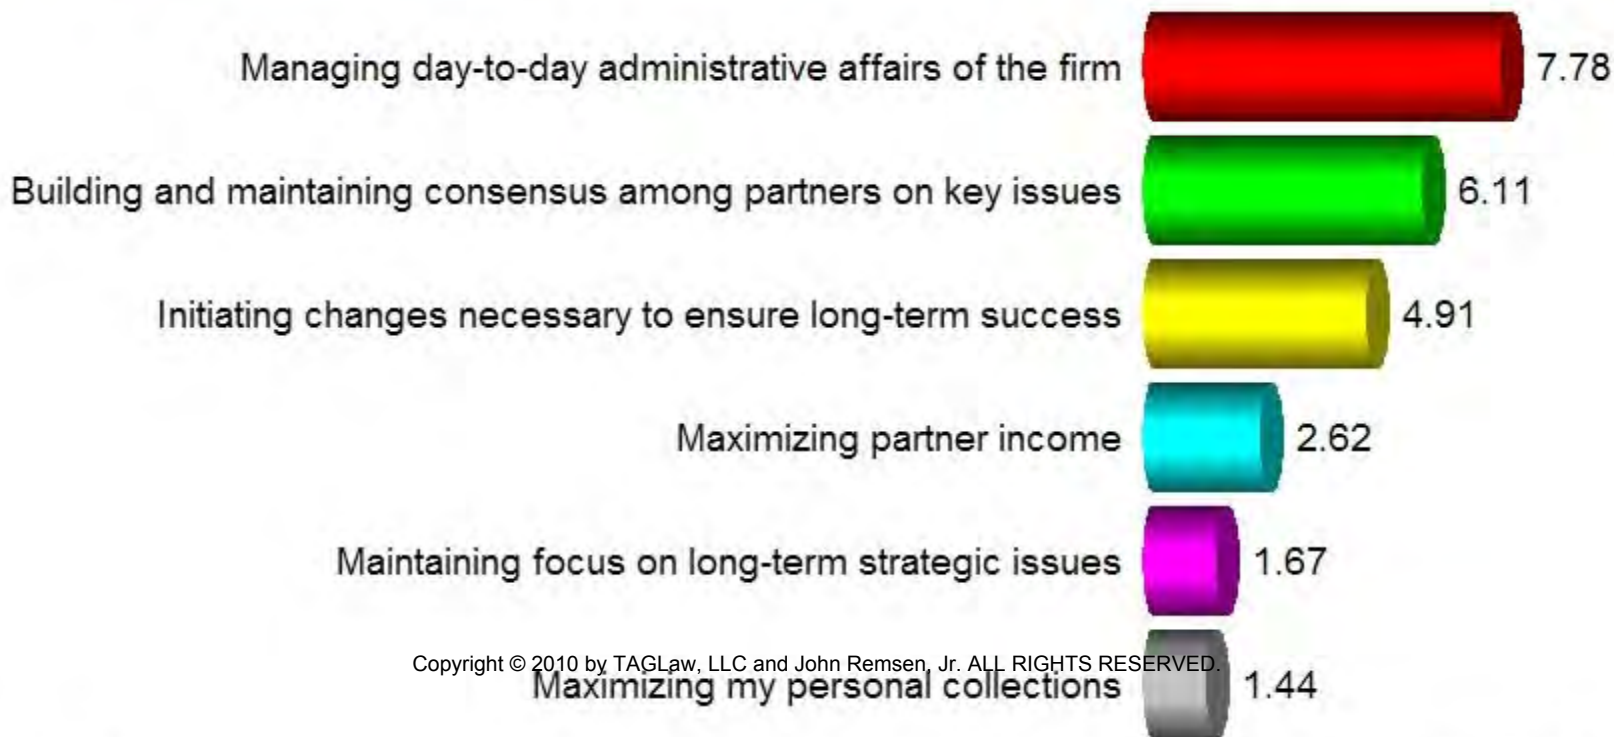 Managing day-to-day administrative affairs of the firm 7.78
Building and maintaining consensus among partners on key issues 6.11
Initiating changes necessary to ensure long-term success 4.91
Maximizing partner income 2.62
Maintaining focus on long-term strategic issues 1.67
Copyright © 2010 by TAGLaw, LLC and John Remsen, Jr. ALL RIGHTS RESERVED.
Maximizing my personal collections 1.44